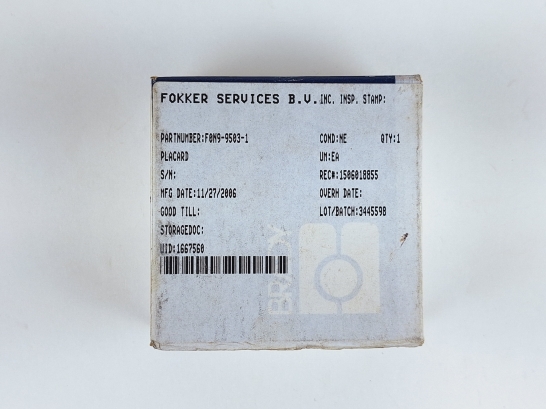 FOKKER SERVICES B.V. INC. INSP. STAMP:
PARTNUMBER:F0N9-9503-1 COND:NE QTY:1
PLACARD UM:EA
S/N: REC#:1506018855
MFG DATE:11/27/2006 OVERH DATE:
GOOD TILL: LOT/BATCH:3445598
STORAGEDOC:
UID:1667560